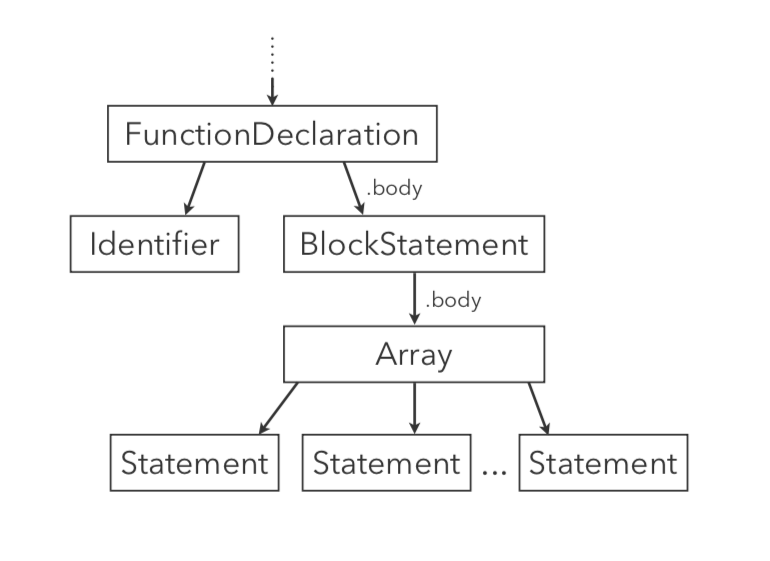 FunctionDeclaration
.body
Identifier
BlockStatement
.body
Array
Statement
Statement
...
Statement